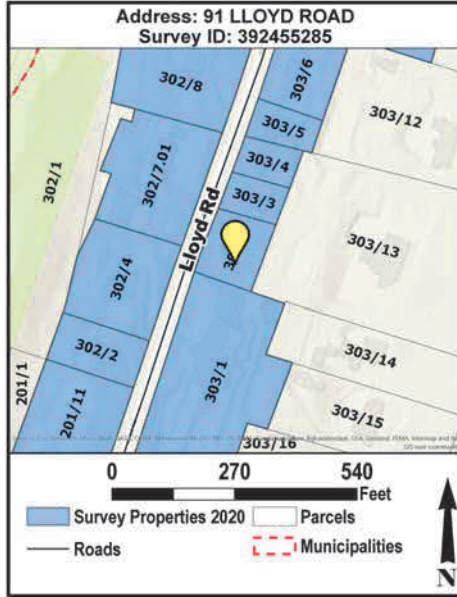 Address: 91 LLOYD ROAD
Survey ID: 392455285
302/8
303/6
303/12
303/5
302/1
302/7.01
303/4
303/3
Lloyd Rd
303/13
302/4
303/1
302/2
303/14
201/1
201/11
303/15
303/16
0 270 540
Feet
Survey Properties 2020
Parcels
Roads
Municipalities
N